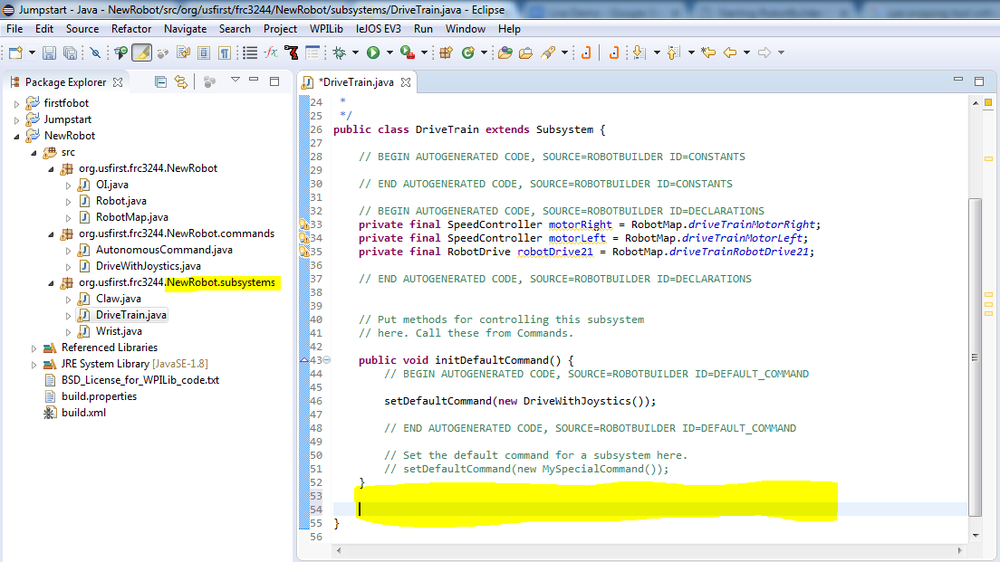 Jumpstart - Java - NewRobot/src/org/usfirst/frc3244/NewRobot/subsystems/DriveTrain.java - Eclipse
File Edit Source Refactor Navigate Search Project WPILib leJOS EV3 Run Window Help
Package Explorer
firstfobot
Jumpstart
NewRobot
src
org.usfirst.frc3244.NewRobot
OI.java
Robot.java
RobotMap.java
org.usfirst.frc3244.NewRobot.commands
AutonomousCommand.java
DriveWithJoystics.java
org.usfirst.frc3244.NewRobot.subsystems
Claw.java
DriveTrain.java
Wrist.java
Referenced Libraries
JRE System Library [JavaSE-1.8]
BSD_License_for_WPILib_code.txt
build.properties
build.xml
*DriveTrain.java
24 *
25 */
26 public class DriveTrain extends Subsystem {
27
28 // BEGIN AUTOGENERATED CODE, SOURCE=ROBOTBUILDER ID=CONSTANTS
29
30 // END AUTOGENERATED CODE, SOURCE=ROBOTBUILDER ID=CONSTANTS
31
32 // BEGIN AUTOGENERATED CODE, SOURCE=ROBOTBUILDER ID=DECLARATIONS
33 private final SpeedController motorRight = RobotMap.driveTrainMotorRight;
34 private final SpeedController motorLeft = RobotMap.driveTrainMotorLeft;
35 private final RobotDrive robotDrive21 = RobotMap.driveTrainRobotDrive21;
36
37 // END AUTOGENERATED CODE, SOURCE=ROBOTBUILDER ID=DECLARATIONS
38
39
40 // Put methods for controlling this subsystem
41 // here. Call these from Commands.
42
43 public void initDefaultCommand() {
44 // BEGIN AUTOGENERATED CODE, SOURCE=ROBOTBUILDER ID=DEFAULT_COMMAND
45
46 setDefaultCommand(new DriveWithJoystics());
47
48 // END AUTOGENERATED CODE, SOURCE=ROBOTBUILDER ID=DEFAULT_COMMAND
49
50 // Set the default command for a subsystem here.
51 // setDefaultCommand(new MySpecialCommand());
52 }
53
54
55 }
56